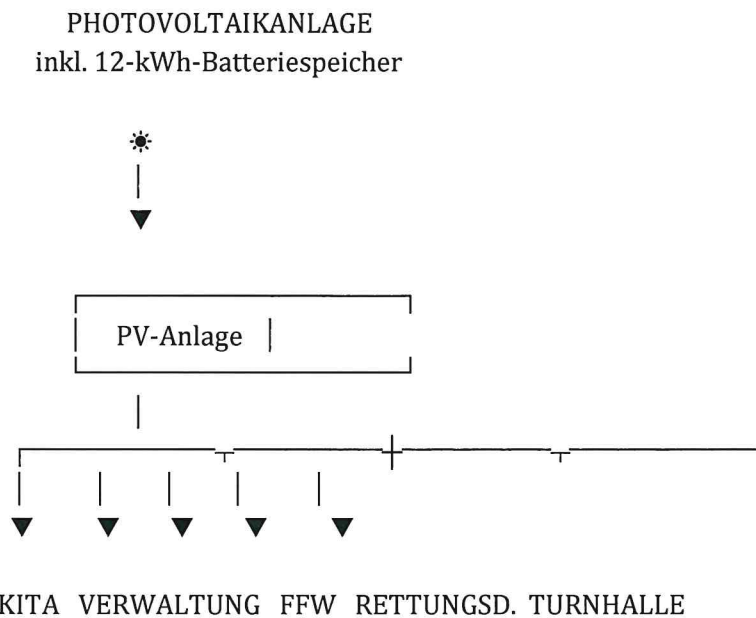 PHOTOVOLTAIKANLAGE
inkl. 12-kWh-Batteriespeicher
PV-Anlage
KITA VERWALTUNG FFW RETTUNGSD. TURNHALLE